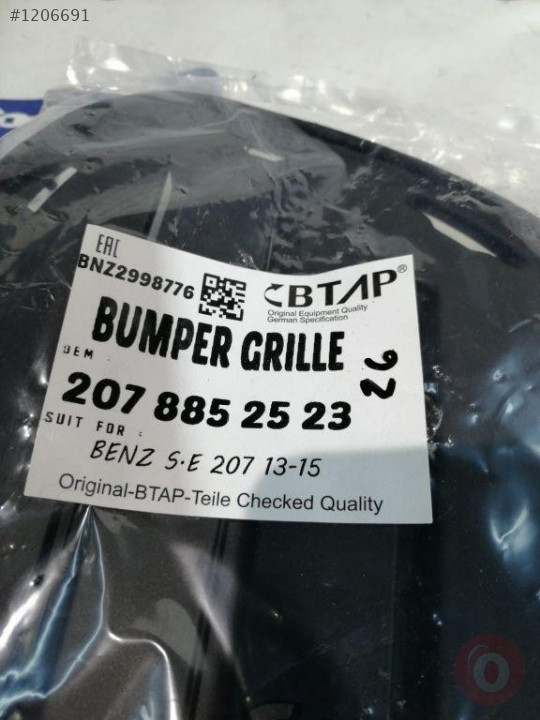 #1206691
EAC
BNZ2998776
BTAP®
Original Equipment Quality
German Specification
BUMPER GRILLE
OEM
26
207 885 25 23
SUIT FOR :
BENZ S.E 207 13-15
Original-BTAP-Teile Checked Quality